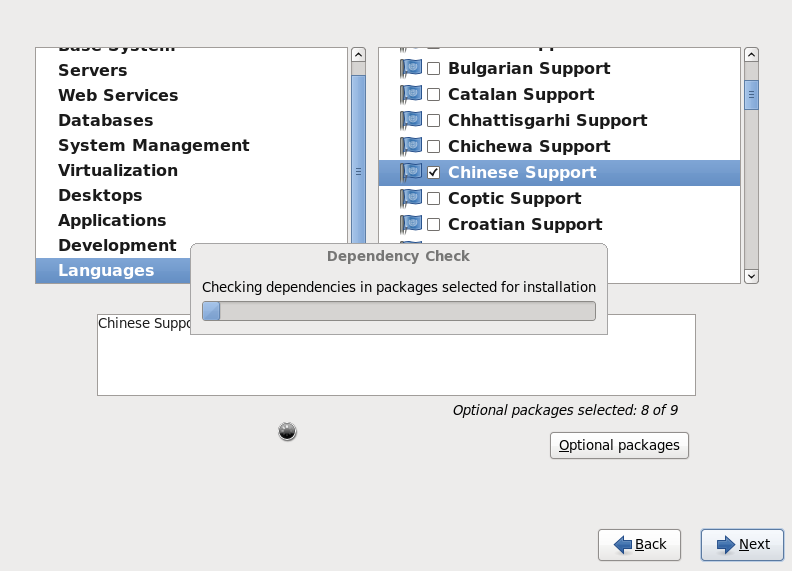 Base System
Servers
Web Services
Databases
System Management
Virtualization
Desktops
Applications
Development
Languages
Bulgarian Support
Catalan Support
Chhattisgarhi Support
Chichewa Support
Chinese Support
Coptic Support
Croatian Support
Dependency Check
Checking dependencies in packages selected for installation
Chinese Suppo
Optional packages selected: 8 of 9
Optional packages
Back
Next